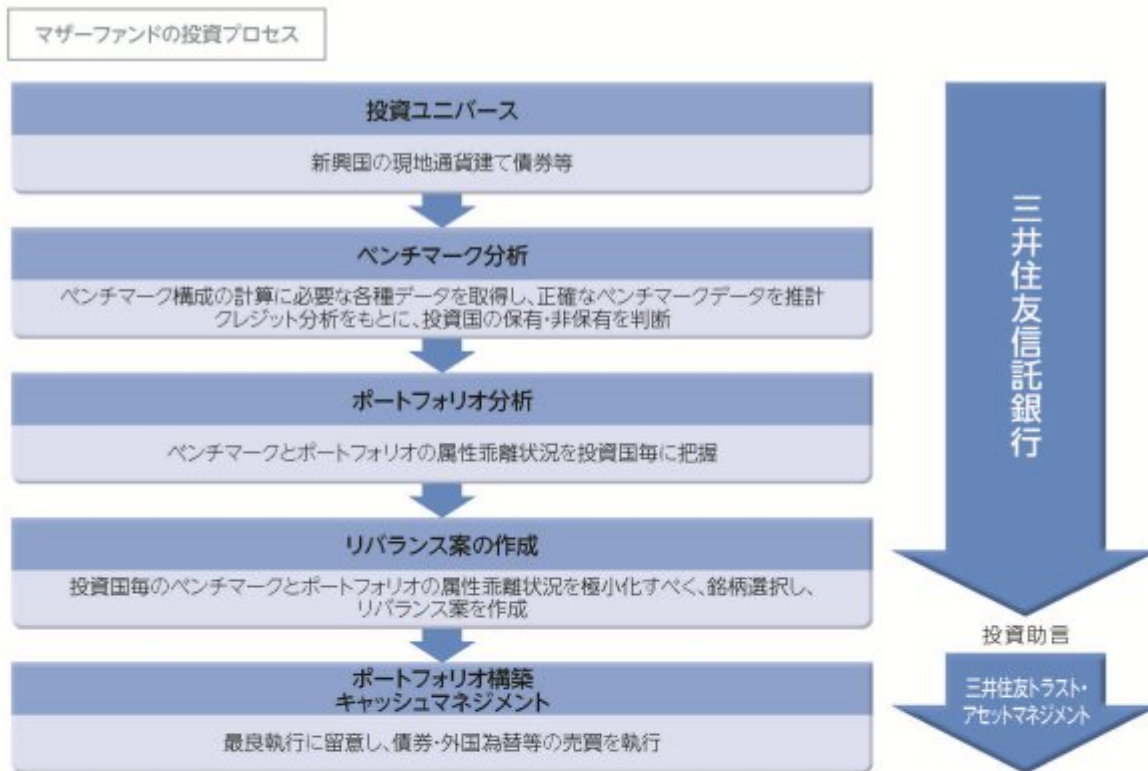 マザーファンドの投資プロセス
投資ユニバース
新興国の現地通貨建て債券等
ベンチマーク分析
ベンチマーク構成の計算に必要な各種データを取得し、正確なベンチマークデータを推計
クレジット分析をもとに、投資国の保有・非保有を判断
ポートフォリオ分析
ベンチマークとポートフォリオの属性乖離状況を投資国毎に把握
リバランス案の作成
投資国毎のベンチマークとポートフォリオの属性乖離状況を極小化すべく、銘柄選択し、
リバランス案を作成
ポートフォリオ構築
キャッシュマネジメント
最良執行に留意し、債券・外国為替等の売買を執行
三井住友信託銀行
投資助言
三井住友トラスト・
アセットマネジメント